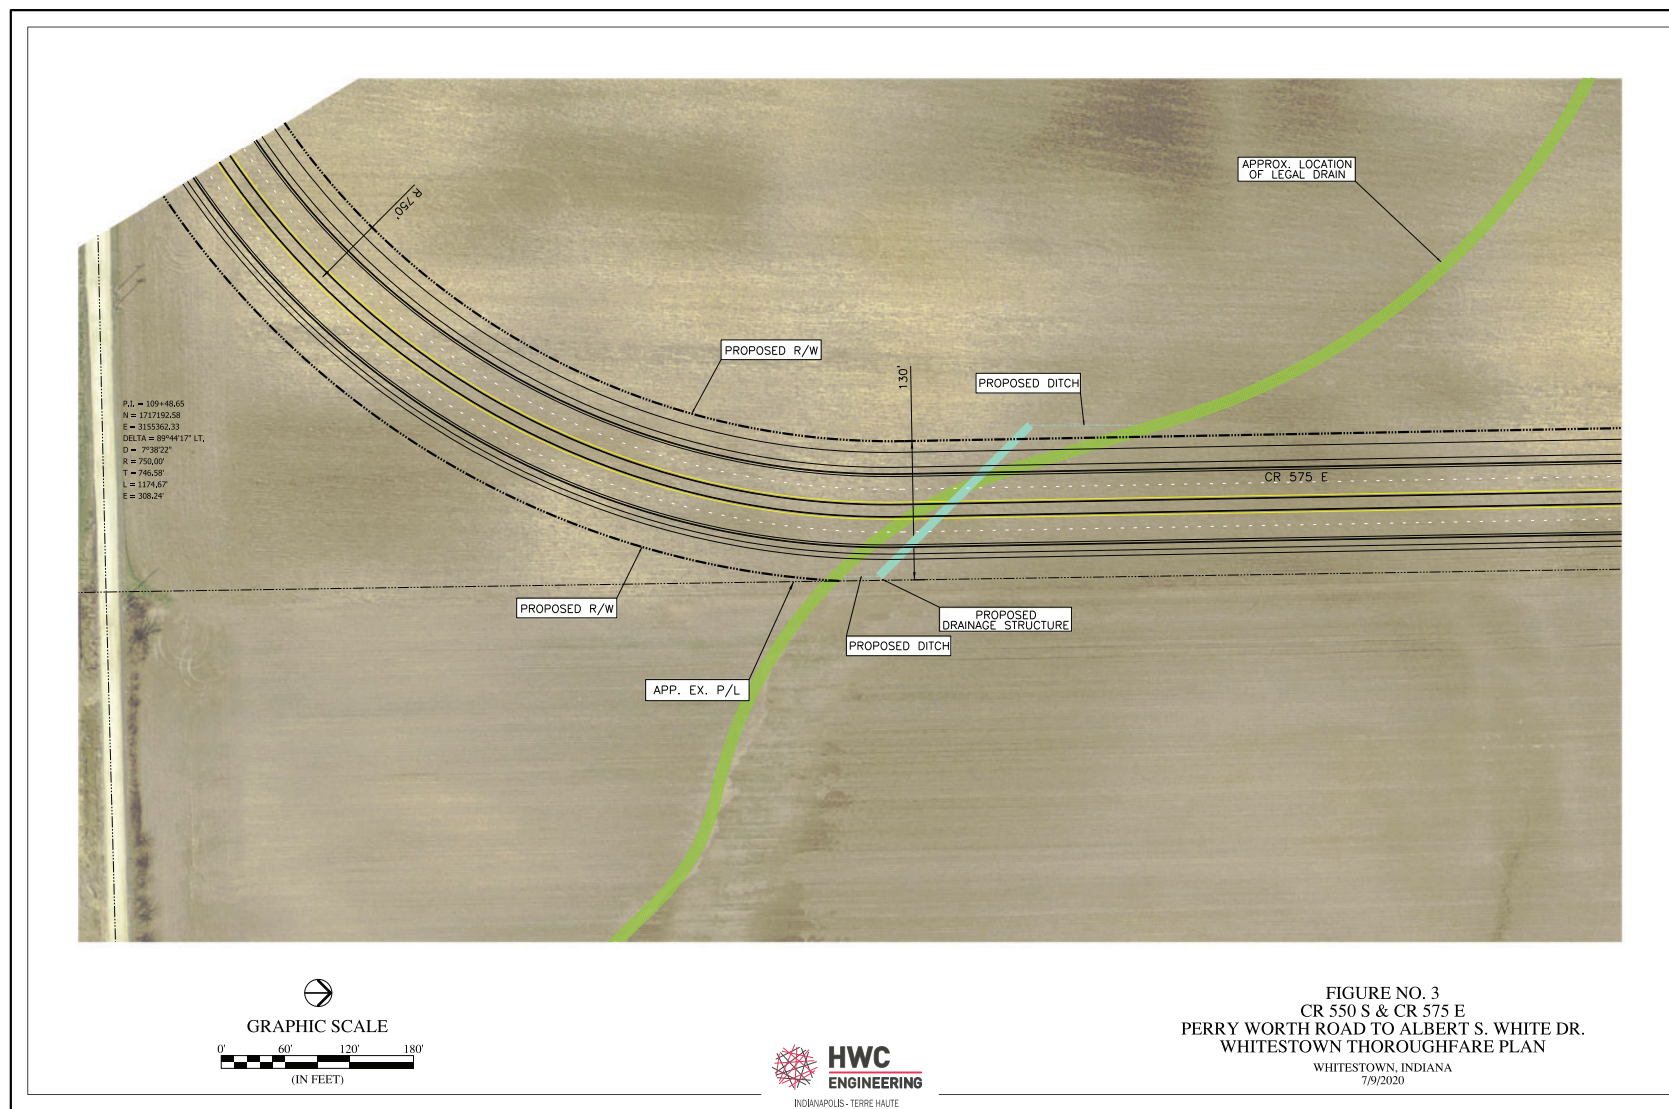 APPROX. LOCATION
OF LEGAL DRAIN
R 750'
PROPOSED R/W
130'
PROPOSED DITCH
P.I. = 109+48.65
N = 1717192.58
E = 3155362.33
DELTA = 89°44'17" LT.
D = 7°38'22"
R = 750.00'
T = 746.58'
L = 1174.67'
E = 308.24'
CR 575 E
PROPOSED R/W
PROPOSED
DRAINAGE STRUCTURE
PROPOSED DITCH
APP. EX. P/L
GRAPHIC SCALE
0' 60' 120' 180'
(IN FEET)
HWC
ENGINEERING
INDIANAPOLIS - TERRE HAUTE
FIGURE NO. 3
CR 550 S & CR 575 E
PERRY WORTH ROAD TO ALBERT S. WHITE DR.
WHITESTOWN THOROUGHFARE PLAN
WHITESTOWN, INDIANA
7/9/2020